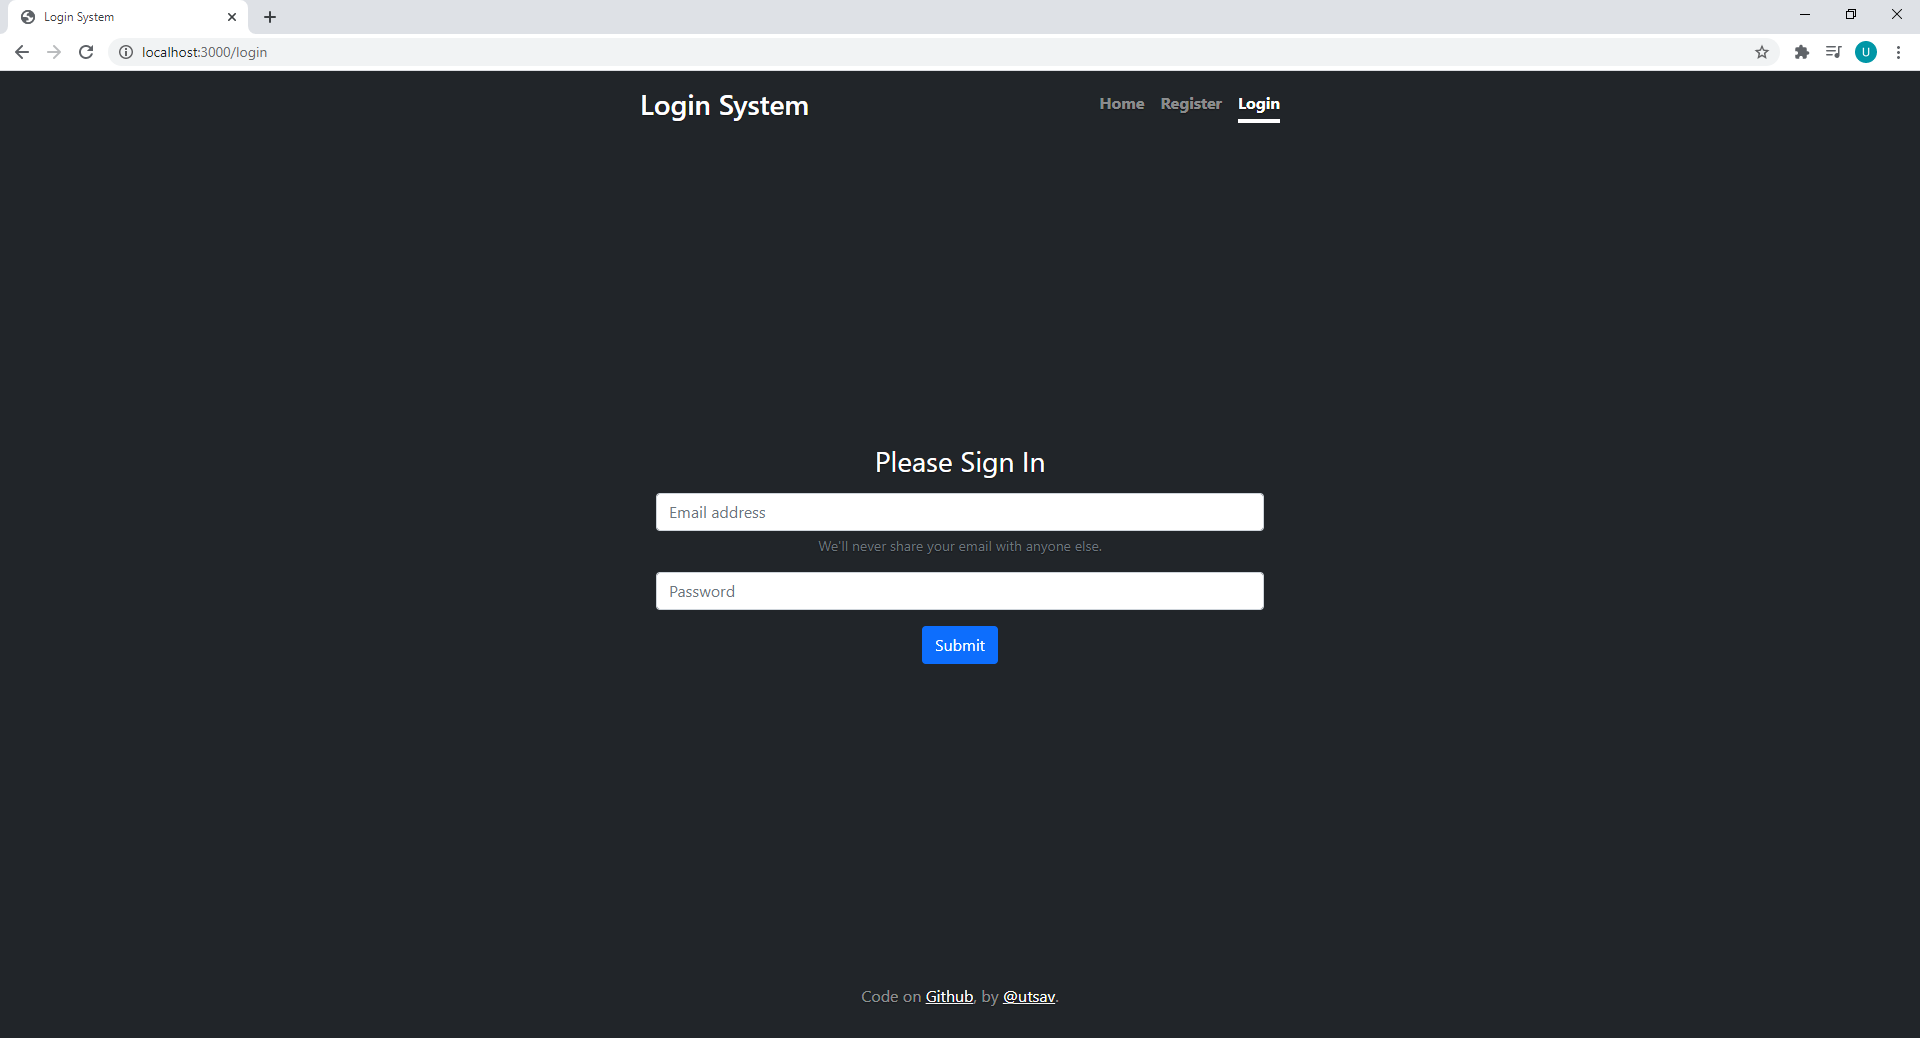 Login System
localhost:3000/login
U
Login System
Home Register Login
Please Sign In
Email address
We'll never share your email with anyone else.
Password
Submit
Code on Github, by @utsav.